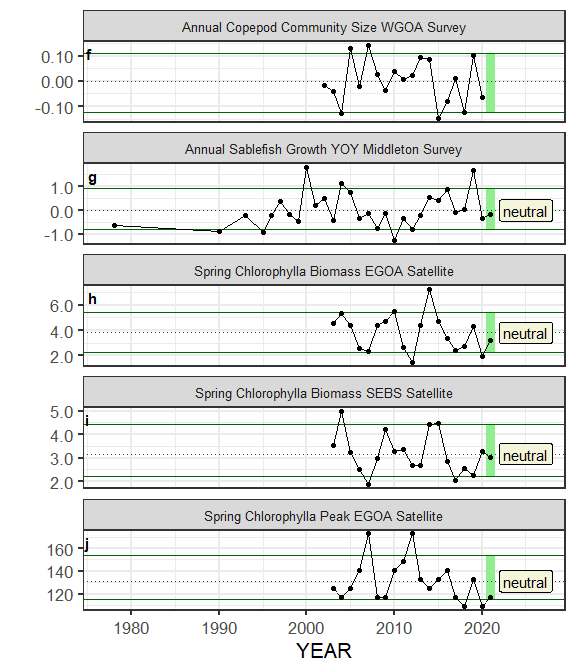 Annual Copepod Community Size WGOA Survey
f
0.10
0.00
-0.10
Annual Sablefish Growth YOY Middleton Survey
g
1.0
0.0
-1.0
neutral
Spring Chlorophylla Biomass EGOA Satellite
h
6.0
4.0
2.0
neutral
Spring Chlorophylla Biomass SEBS Satellite
i
5.0
4.0
3.0
2.0
neutral
Spring Chlorophylla Peak EGOA Satellite
j
160
140
120
neutral
1980 1990 2000 2010 2020
YEAR